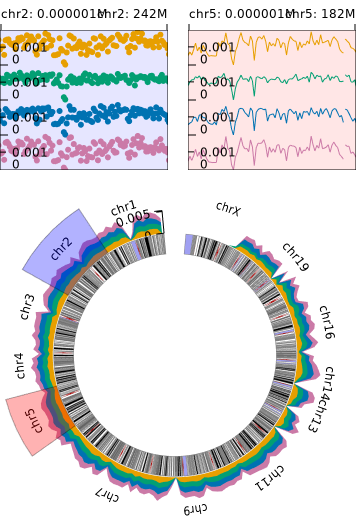 chr2: 0.000001M
chr2: 242M
chr5: 0.000001M
chr5: 182M
0.001
0
0.001
0
0.001
0
0.001
0
0.001
0
0.001
0
0.001
0
0.001
0
chr1
0.005
0
chrX
chr2
chr19
chr3
chr16
chr4
chr14
chr13
chr5
chr11
chr7
chr9